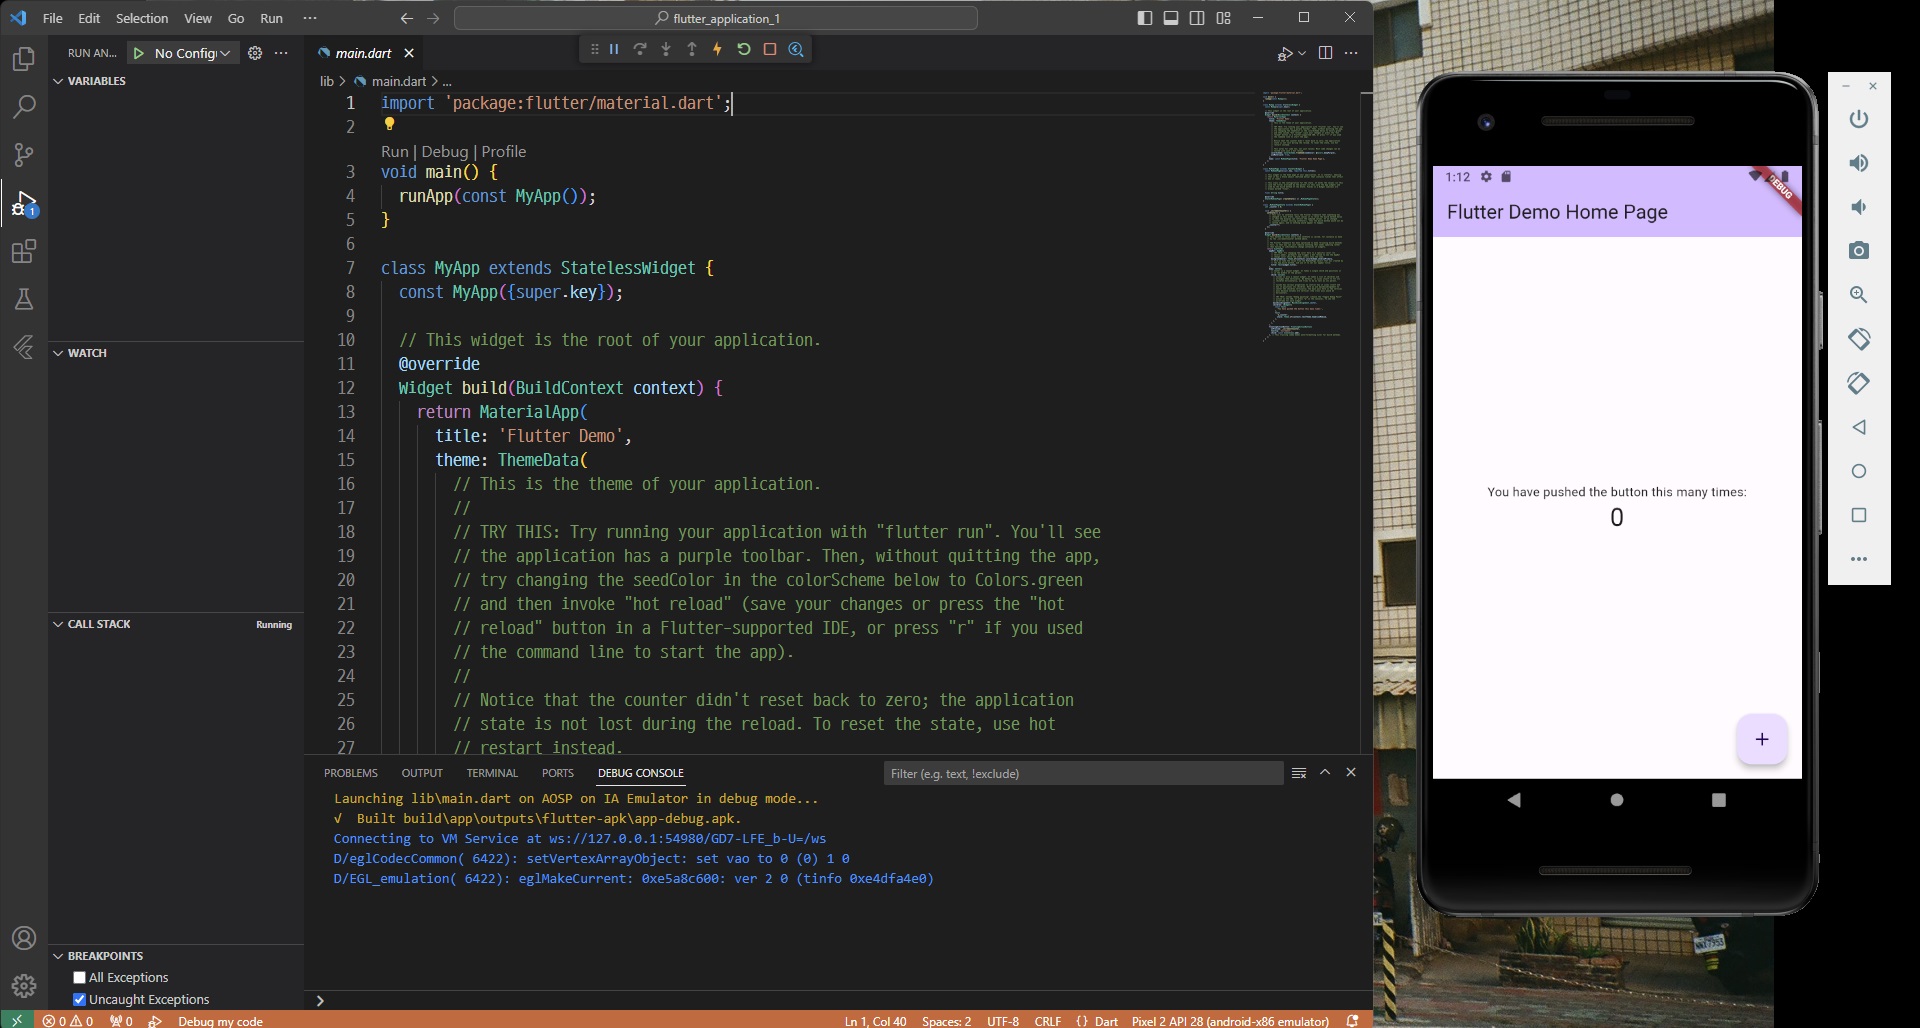 File Edit Selection View Go Run ···
flutter_application_1
RUN AN... No Config
main.dart
VARIABLES
lib > main.dart > ...
1 import 'package:flutter/material.dart';
2
Run | Debug | Profile
3 void main() {
4 runApp(const MyApp());
5 }
6
7 class MyApp extends StatelessWidget {
8 const MyApp({super.key});
9
10 // This widget is the root of your application.
11 @override
12 Widget build(BuildContext context) {
13 return MaterialApp(
14 title: 'Flutter Demo',
15 theme: ThemeData(
16 // This is the theme of your application.
17 //
18 // TRY THIS: Try running your application with "flutter run". You'll see
19 // the application has a purple toolbar. Then, without quitting the app,
20 // try changing the seedColor in the colorScheme below to Colors.green
21 // and then invoke "hot reload" (save your changes or press the "hot
22 // reload" button in a Flutter-supported IDE, or press "r" if you used
23 // the command line to start the app).
24 //
25 // Notice that the counter didn't reset back to zero; the application
26 // state is not lost during the reload. To reset the state, use hot
27 // restart instead.
1
WATCH
CALL STACK Running
BREAKPOINTS
All Exceptions
Uncaught Exceptions
PROBLEMS OUTPUT TERMINAL PORTS DEBUG CONSOLE
Filter (e.g. text, !exclude)
Launching lib\main.dart on AOSP on IA Emulator in debug mode...
√ Built build\app\outputs\flutter-apk\app-debug.apk.
Connecting to VM Service at ws://127.0.0.1:54980/GD7-LFE_b-U=/ws
D/eglCodecCommon( 6422): setVertexArrayObject: set vao to 0 (0) 1 0
D/EGL_emulation( 6422): eglMakeCurrent: 0xe5a8c600: ver 2 0 (tinfo 0xe4dfa4e0)
0 0 0 Debug my code
Ln 1, Col 40 Spaces: 2 UTF-8 CRLF {} Dart Pixel 2 API 28 (android-x86 emulator)
1:12
DEBUG
Flutter Demo Home Page
You have pushed the button this many times:
0
+